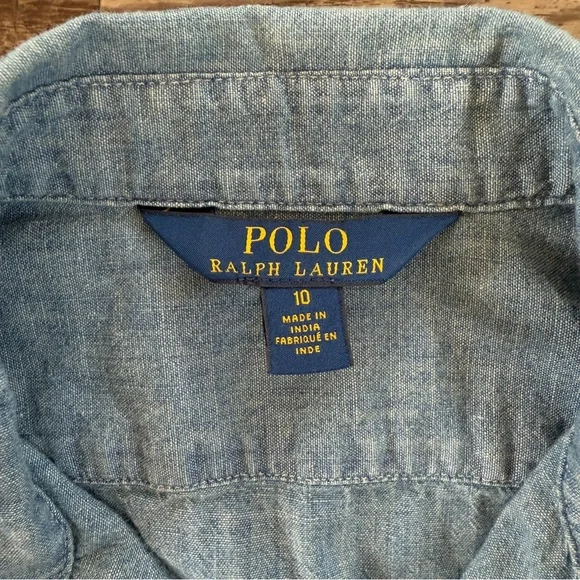 POLO
RALPH LAUREN
10
MADE IN
INDIA
FABRIQUÉ EN
INDE